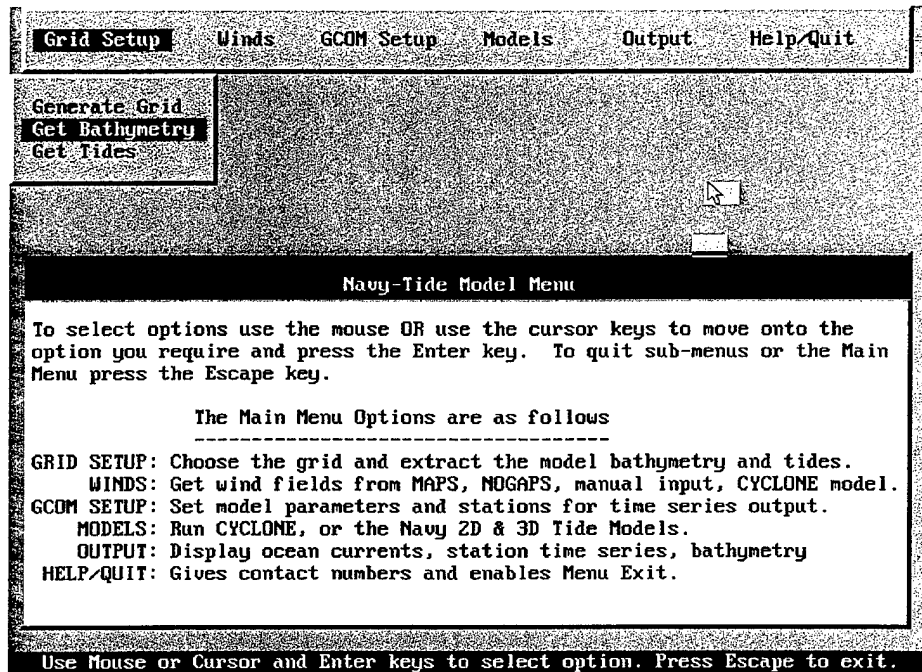 Grid Setup Winds GCOM Setup Models Output Help/Quit
Generate Grid
Get Bathymetry
Get Tides
Navy-Tide Model Menu
To select options use the mouse OR use the cursor keys to move onto the
option you require and press the Enter key. To quit sub-menus or the Main
Menu press the Escape key.
The Main Menu Options are as follows
------------------------------------
GRID SETUP: Choose the grid and extract the model bathymetry and tides.
WINDS: Get wind fields from MAPS, NOGAPS, manual input, CYCLONE model.
GCOM SETUP: Set model parameters and stations for time series output.
MODELS: Run CYCLONE, or the Navy 2D & 3D Tide Models.
OUTPUT: Display ocean currents, station time series, bathymetry
HELP/QUIT: Gives contact numbers and enables Menu Exit.
Use Mouse or Cursor and Enter keys to select option. Press Escape to exit.